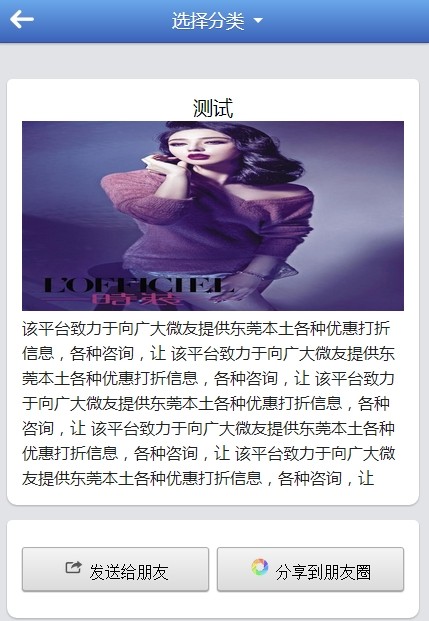 选择分类
测试
L'OFFICIEL
時装
该平台致力于向广大微友提供东莞本土各种优惠打折
信息，各种咨询，让 该平台致力于向广大微友提供东
莞本土各种优惠打折信息，各种咨询，让 该平台致力
于向广大微友提供东莞本土各种优惠打折信息，各种
咨询，让 该平台致力于向广大微友提供东莞本土各种
优惠打折信息，各种咨询，让 该平台致力于向广大微
友提供东莞本土各种优惠打折信息，各种咨询，让
发送给朋友
分享到朋友圈